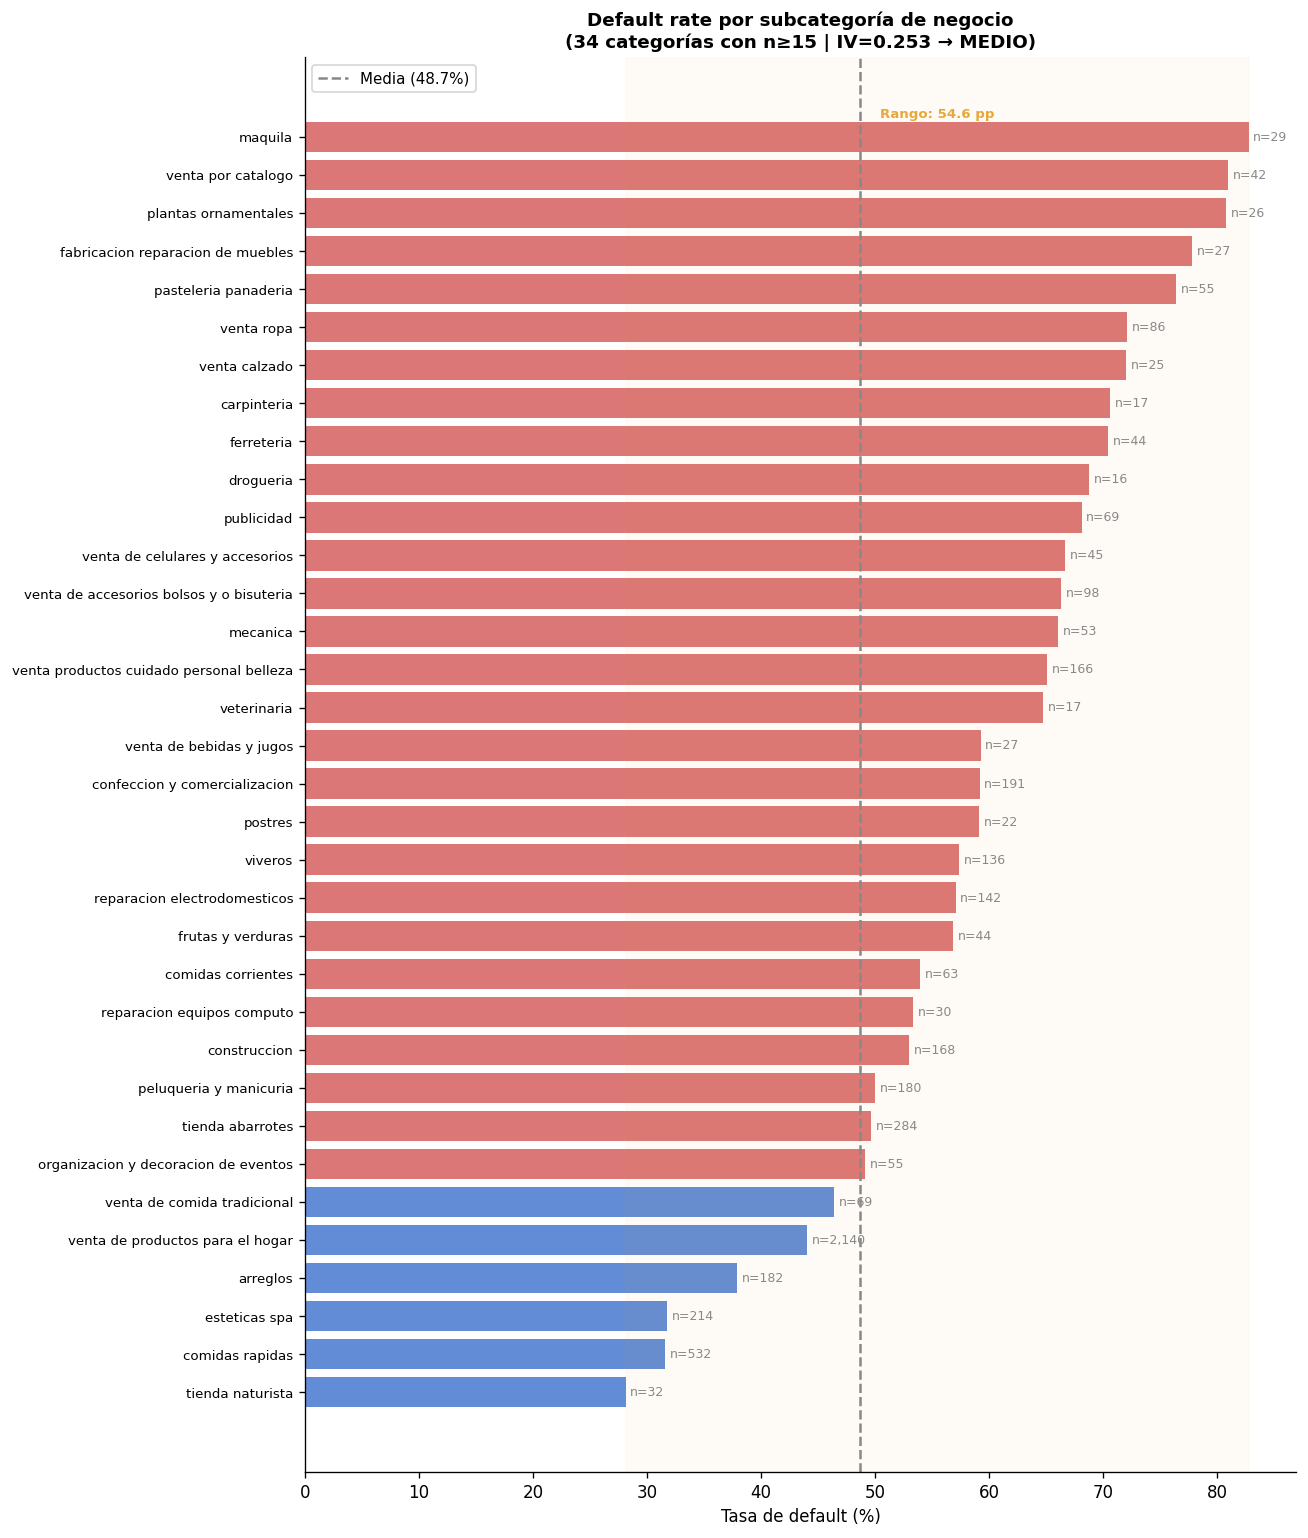 Default rate por subcategoría de negocio
(34 categorías con n≥15 | IV=0.253 → MEDIO)
Media (48.7%)
Rango: 54.6 pp
maquila n=29
venta por catalogo n=42
plantas ornamentales n=26
fabricacion reparacion de muebles n=27
pasteleria panaderia n=55
venta ropa n=86
venta calzado n=25
carpinteria n=17
ferreteria n=44
drogueria n=16
publicidad n=69
venta de celulares y accesorios n=45
venta de accesorios bolsos y o bisuteria n=98
mecanica n=53
venta productos cuidado personal belleza n=166
veterinaria n=17
venta de bebidas y jugos n=27
confeccion y comercializacion n=191
postres n=22
viveros n=136
reparacion electrodomesticos n=142
frutas y verduras n=44
comidas corrientes n=63
reparacion equipos computo n=30
construccion n=168
peluqueria y manicuria n=180
tienda abarrotes n=284
organizacion y decoracion de eventos n=55
venta de comida tradicional n=69
venta de productos para el hogar n=2,140
arreglos n=182
esteticas spa n=214
comidas rapidas n=532
tienda naturista n=32
0 10 20 30 40 50 60 70 80
Tasa de default (%)